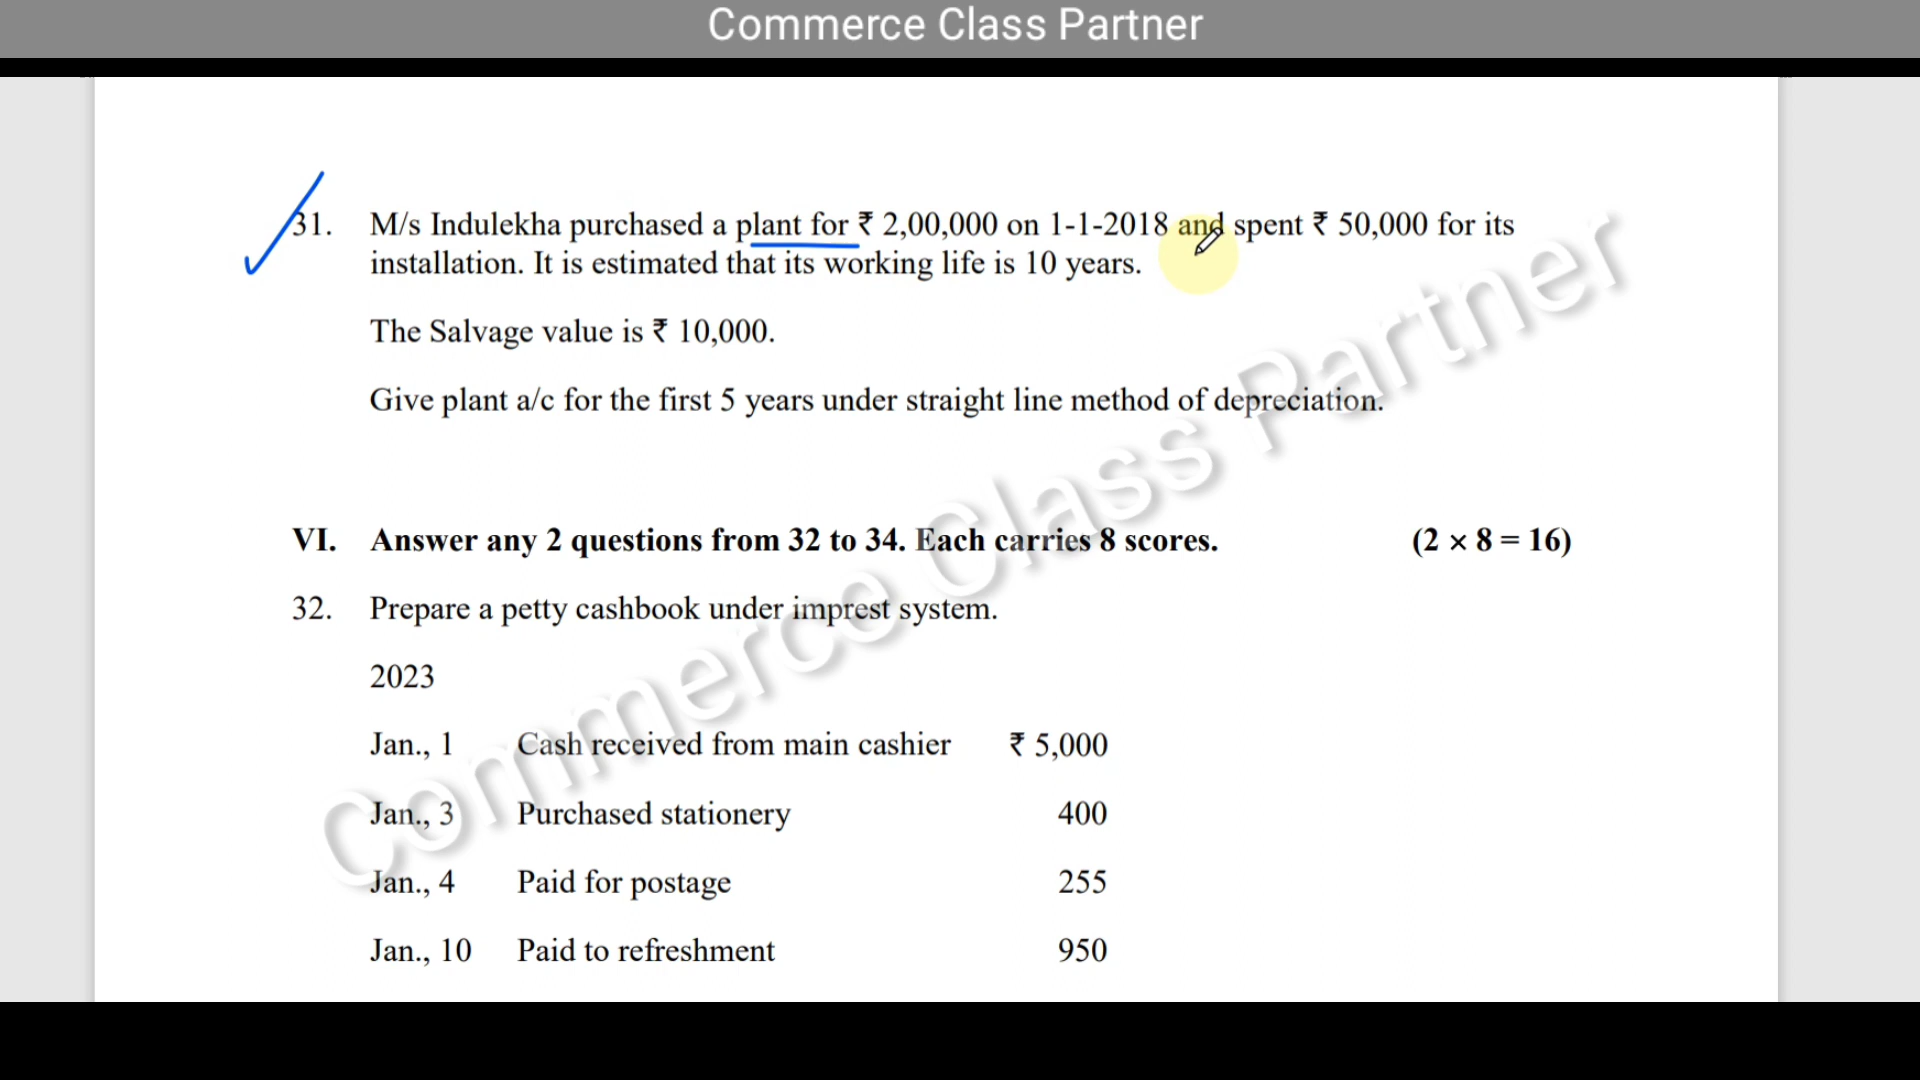 Commerce Class Partner
31. M/s Indulekha purchased a plant for ₹ 2,00,000 on 1-1-2018 and spent ₹ 50,000 for its
installation. It is estimated that its working life is 10 years.
The Salvage value is ₹ 10,000.
Give plant a/c for the first 5 years under straight line method of depreciation.
VI. Answer any 2 questions from 32 to 34. Each carries 8 scores. (2 × 8 = 16)
32. Prepare a petty cashbook under imprest system.
2023
Jan., 1 Cash received from main cashier ₹ 5,000
Jan., 3 Purchased stationery 400
Jan., 4 Paid for postage 255
Jan., 10 Paid to refreshment 950
Commerce Class Partner